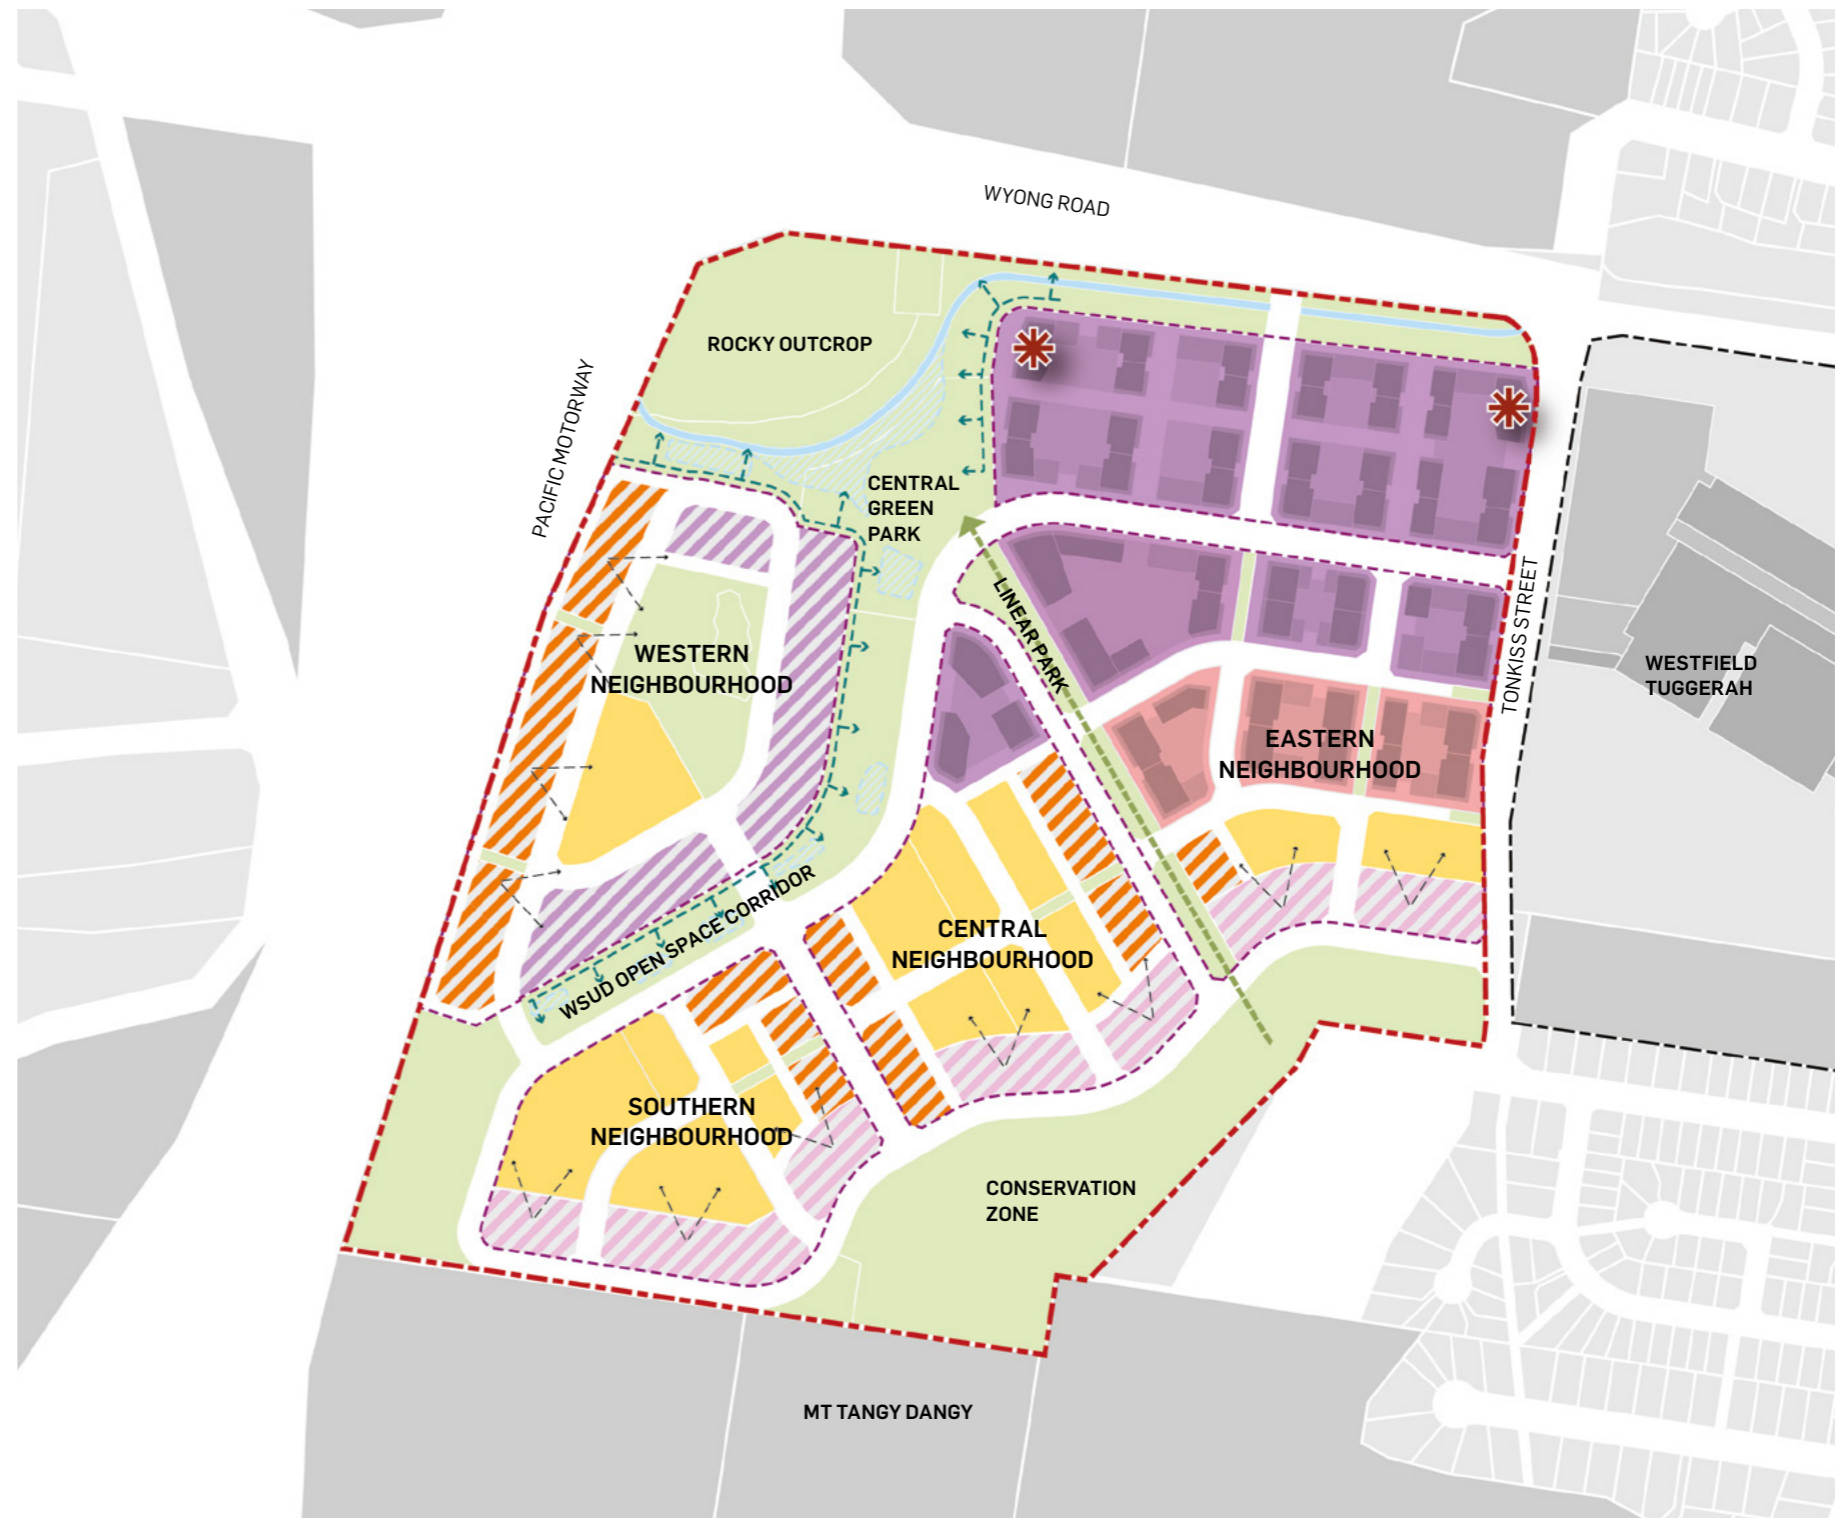 WYONG ROAD
ROCKY OUTCROP
PACIFIC MOTORWAY
CENTRAL
GREEN
PARK
LINEAR PARK
TONKISS STREET
WESTERN
NEIGHBOURHOOD
WESTFIELD
TUGGERAH
EASTERN
NEIGHBOURHOOD
WSUD OPEN SPACE CORRIDOR
CENTRAL
NEIGHBOURHOOD
SOUTHERN
NEIGHBOURHOOD
CONSERVATION
ZONE
MT TANGY DANGY